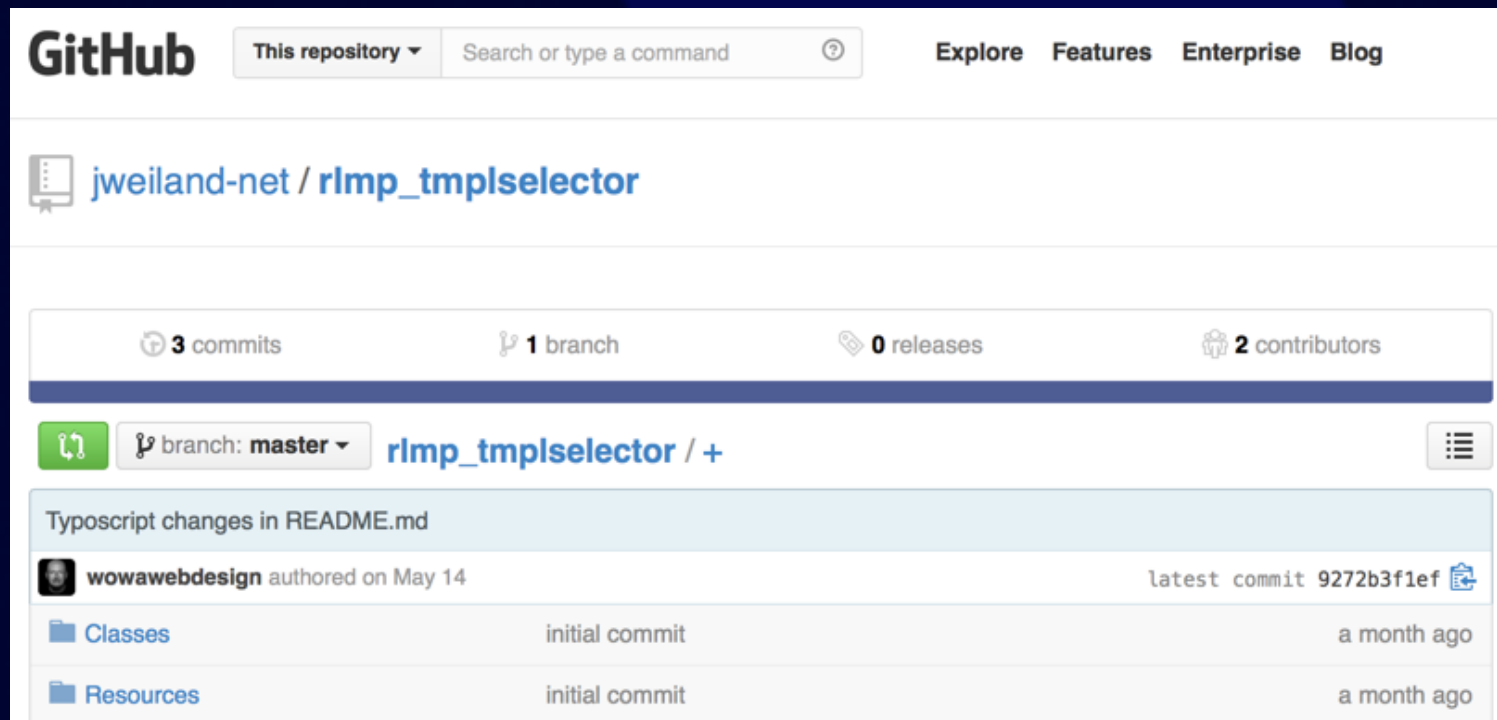 GitHub This repository Search or type a command Explore Features Enterprise Blog
jweiland-net / rlmp_tmplselector
3 commits 1 branch 0 releases 2 contributors
branch: master rlmp_tmplselector / +
Typoscript changes in README.md
wowawebdesign authored on May 14 latest commit 9272b3f1ef
Classes initial commit a month ago
Resources initial commit a month ago